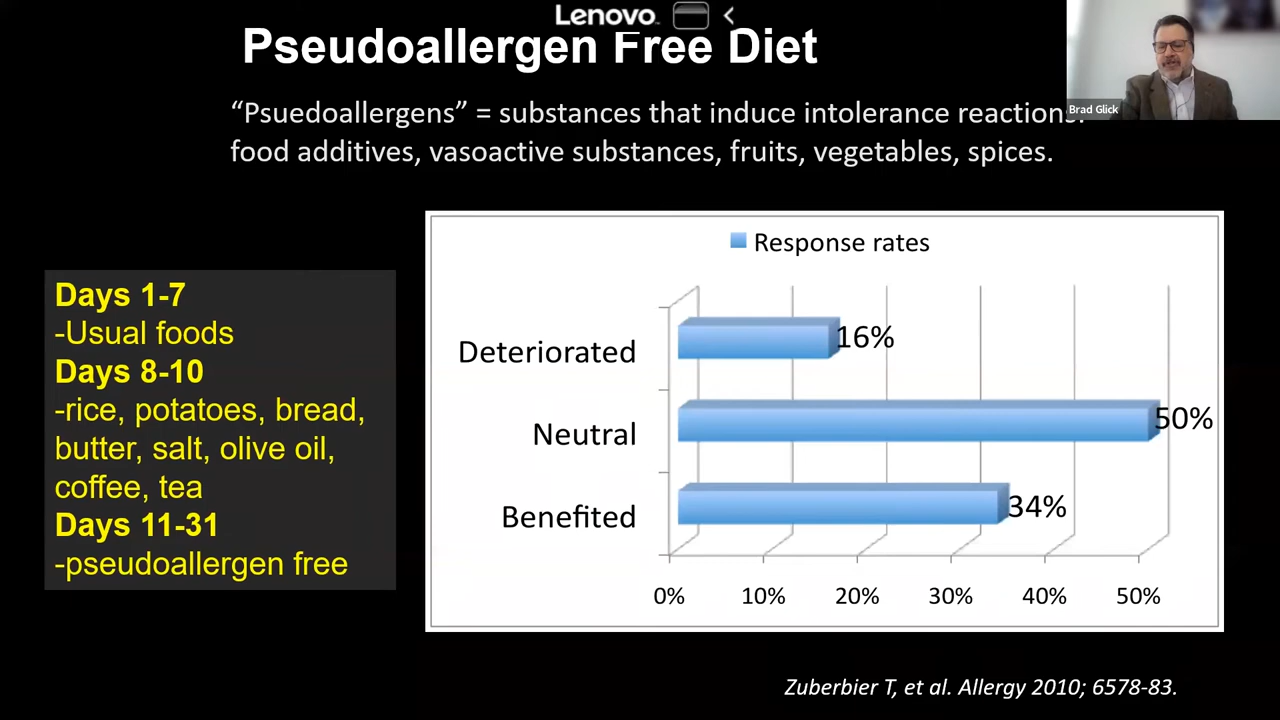 Lenovo
Pseudoallergen Free Diet
Brad Glick
“Psuedoallergens” = substances that induce intolerance reactions:
food additives, vasoactive substances, fruits, vegetables, spices.
Days 1-7
-Usual foods
Days 8-10
-rice, potatoes, bread,
butter, salt, olive oil,
coffee, tea
Days 11-31
-pseudoallergen free
Response rates
Deteriorated
16%
Neutral
50%
Benefited
34%
0% 10% 20% 30% 40% 50%
Zuberbier T, et al. Allergy 2010; 6578-83.